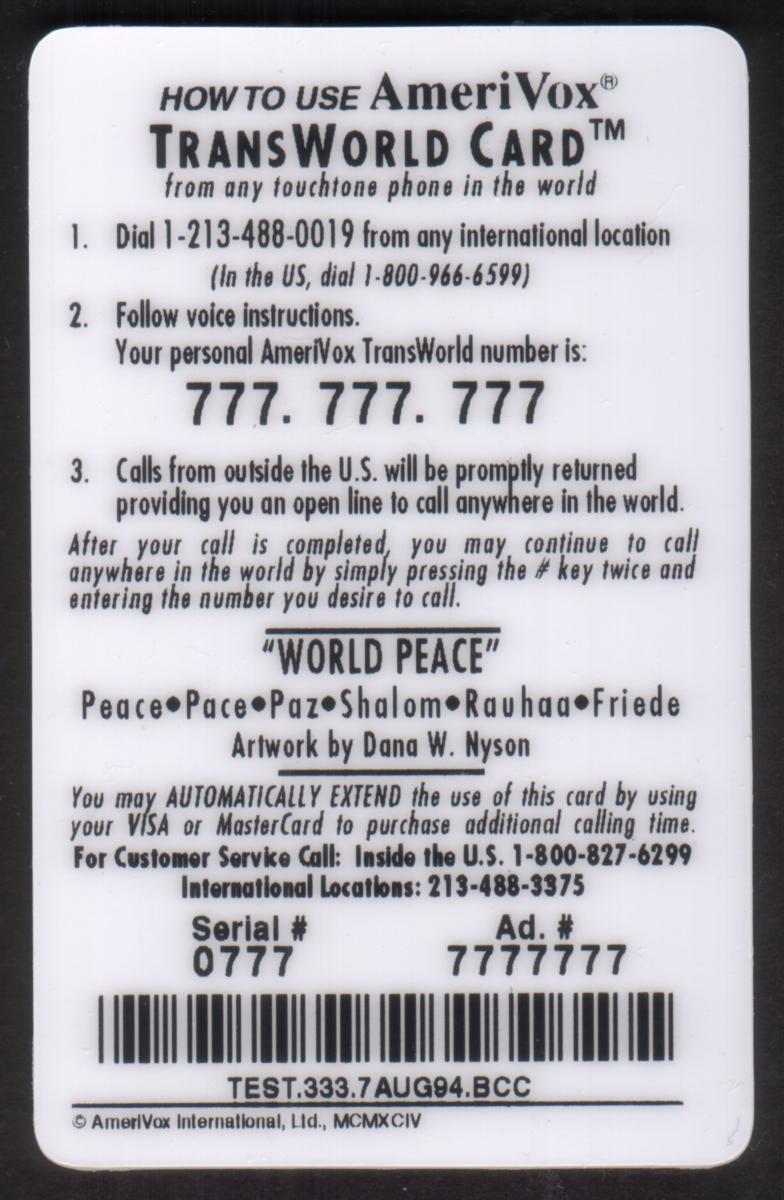 HOW TO USE AmeriVox®
TRANSWORLD CARD™
from any touchtone phone in the world
1. Dial 1-213-488-0019 from any international location
(In the US, dial 1-800-966-6599)
2. Follow voice instructions.
Your personal AmeriVox TransWorld number is:
777. 777. 777
3. Calls from outside the U.S. will be promptly returned
providing you an open line to call anywhere in the world.
After your call is completed, you may continue to call
anywhere in the world by simply pressing the # key twice and
entering the number you desire to call.
"WORLD PEACE"
Peace•Pace•Paz•Shalom•Rauhaa•Friede
Artwork by Dana W. Nyson
You may AUTOMATICALLY EXTEND the use of this card by using
your VISA or MasterCard to purchase additional calling time.
For Customer Service Call: Inside the U.S. 1-800-827-6299
International Locations: 213-488-3375
Serial # Ad. #
0777 7777777
TEST.333.7AUG94.BCC
© AmeriVox International, Ltd., MCMXCIV